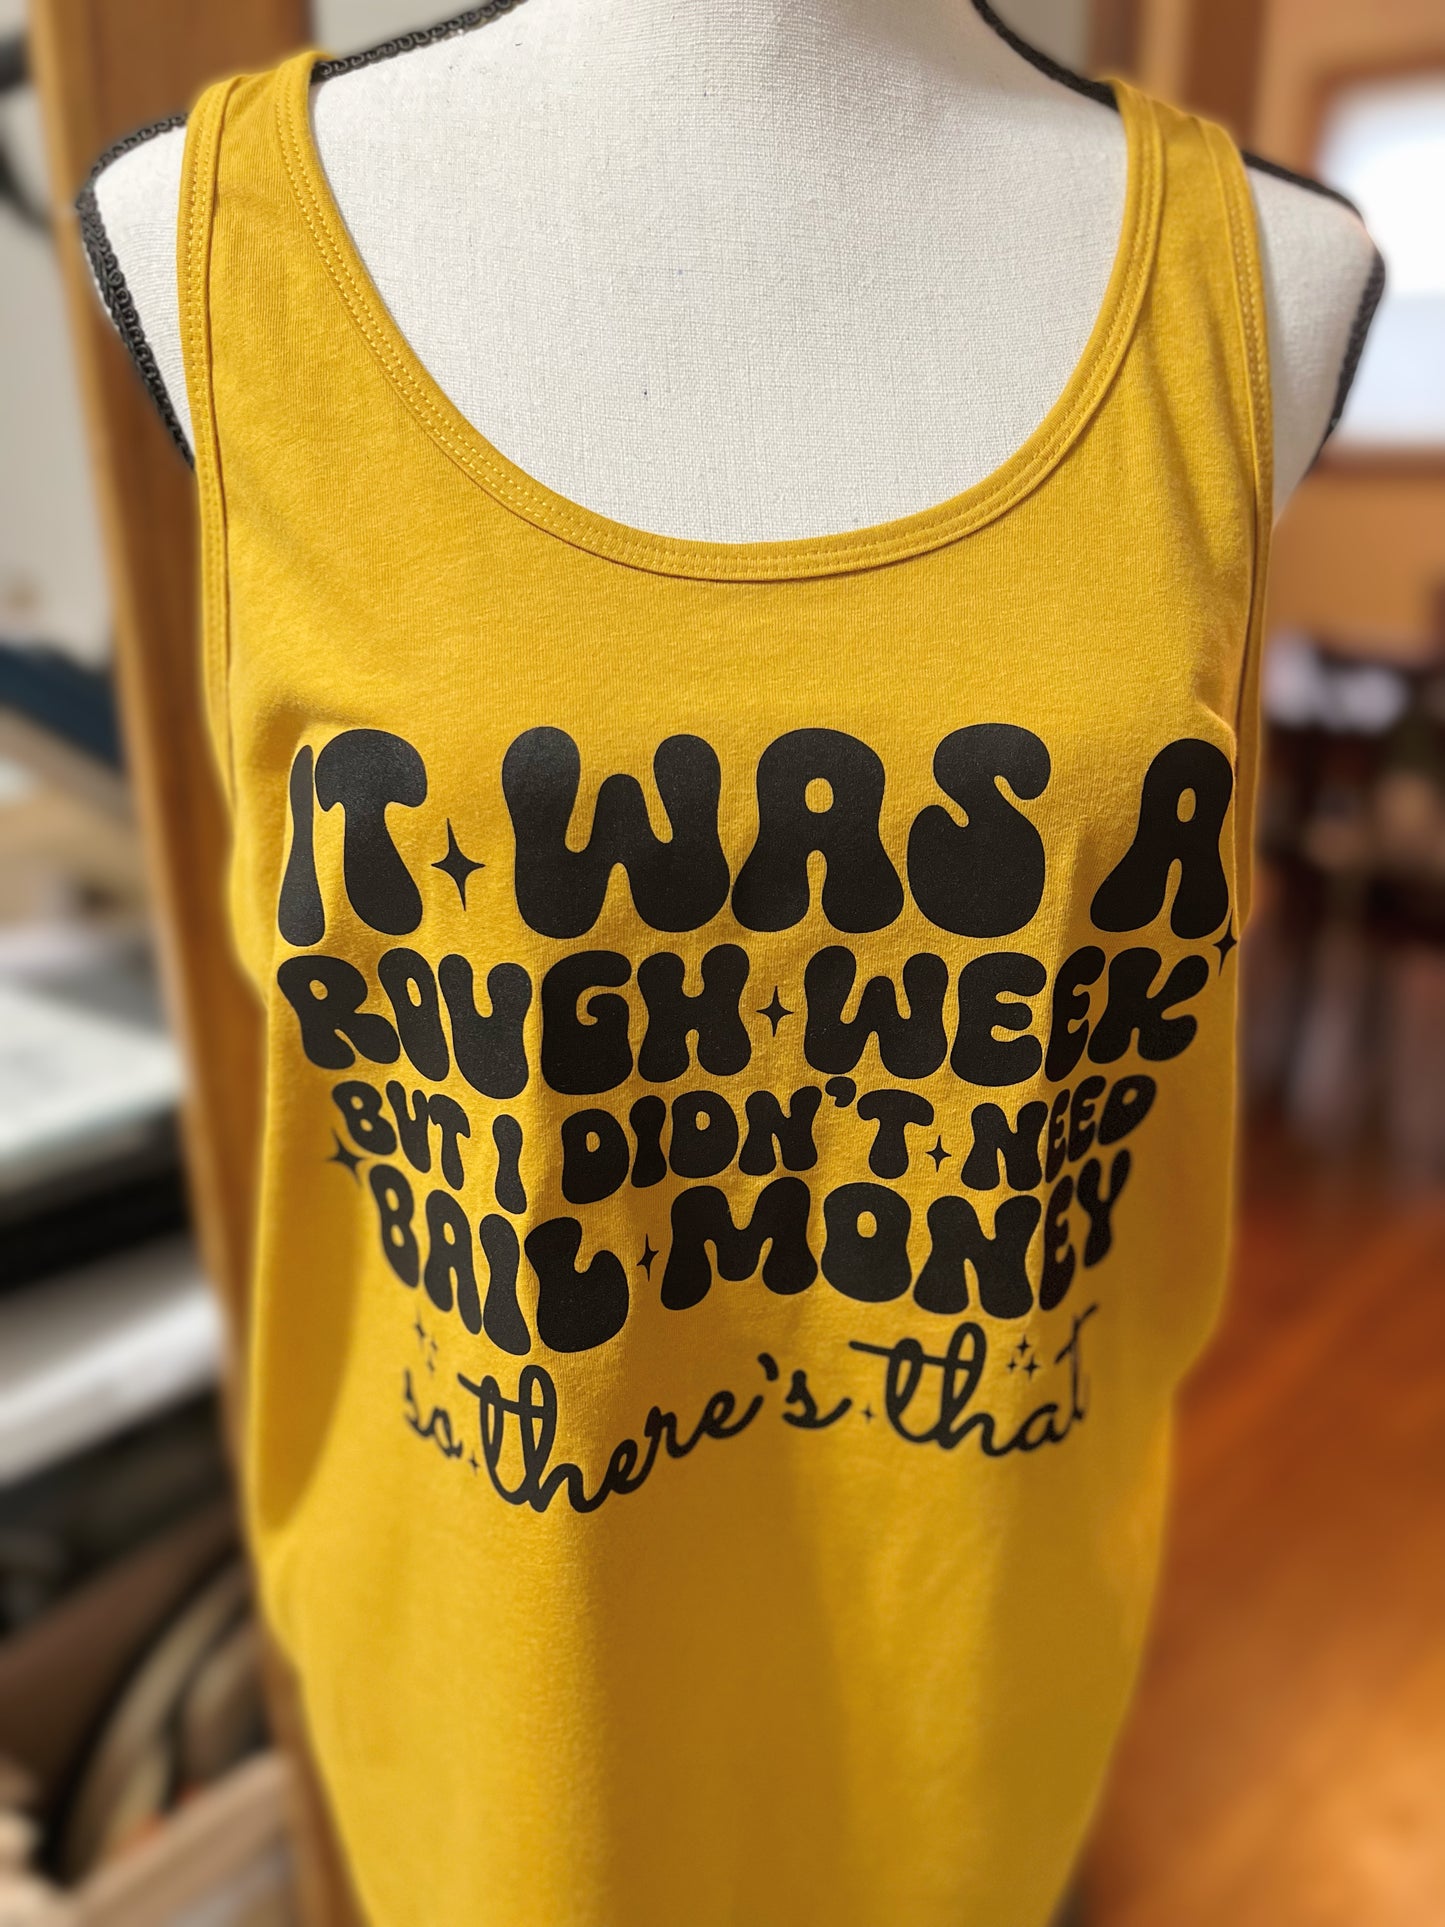 IT WAS A
ROUGH WEEK
BUT I DIDN'T NEED
BAIL MONEY
so there's that